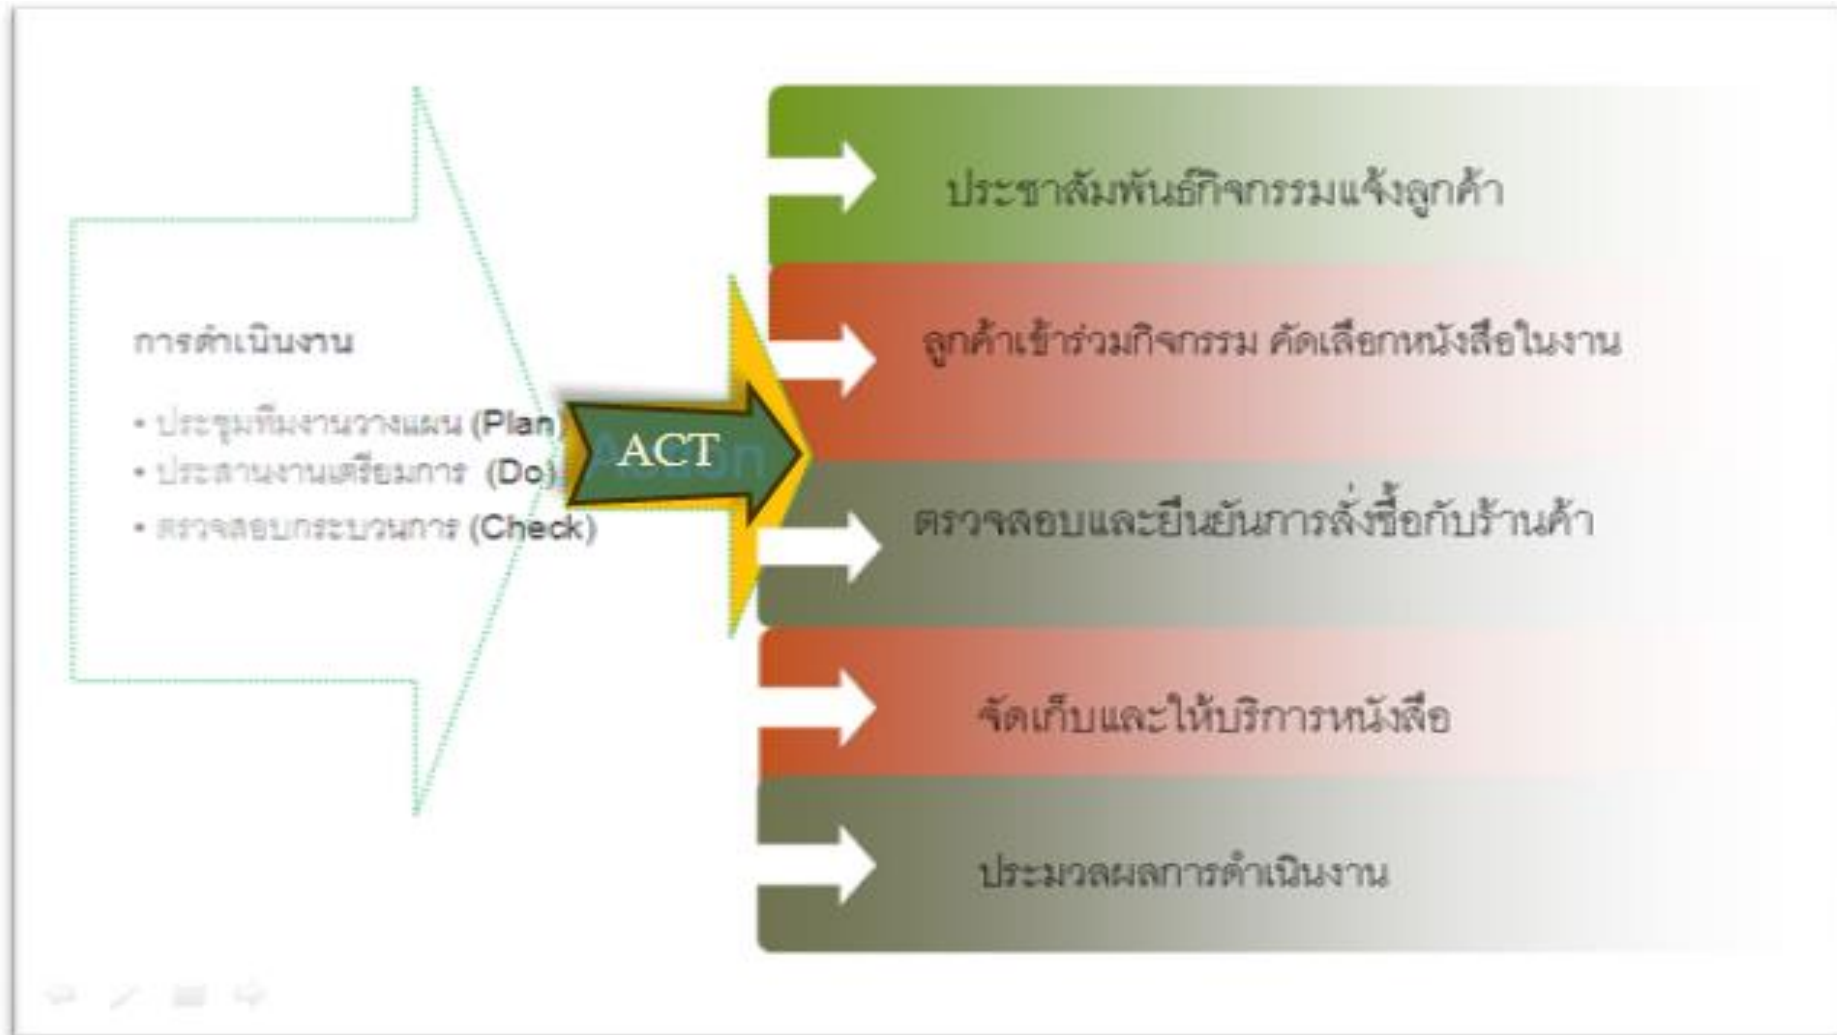 การดำเนินงาน
• ประชุมทีมงานวางแผน (Plan)
• ประสานงานเตรียมการ (Do)
• ตรวจสอบกระบวนการ (Check)
ACT
ประชาสัมพันธ์กิจกรรมแจ้งลูกค้า
ลูกค้าเข้าร่วมกิจกรรม คัดเลือกหนังสือในงาน
ตรวจสอบและยืนยันการสั่งซื้อกับร้านค้า
จัดเก็บและให้บริการหนังสือ
ประมวลผลการดำเนินงาน